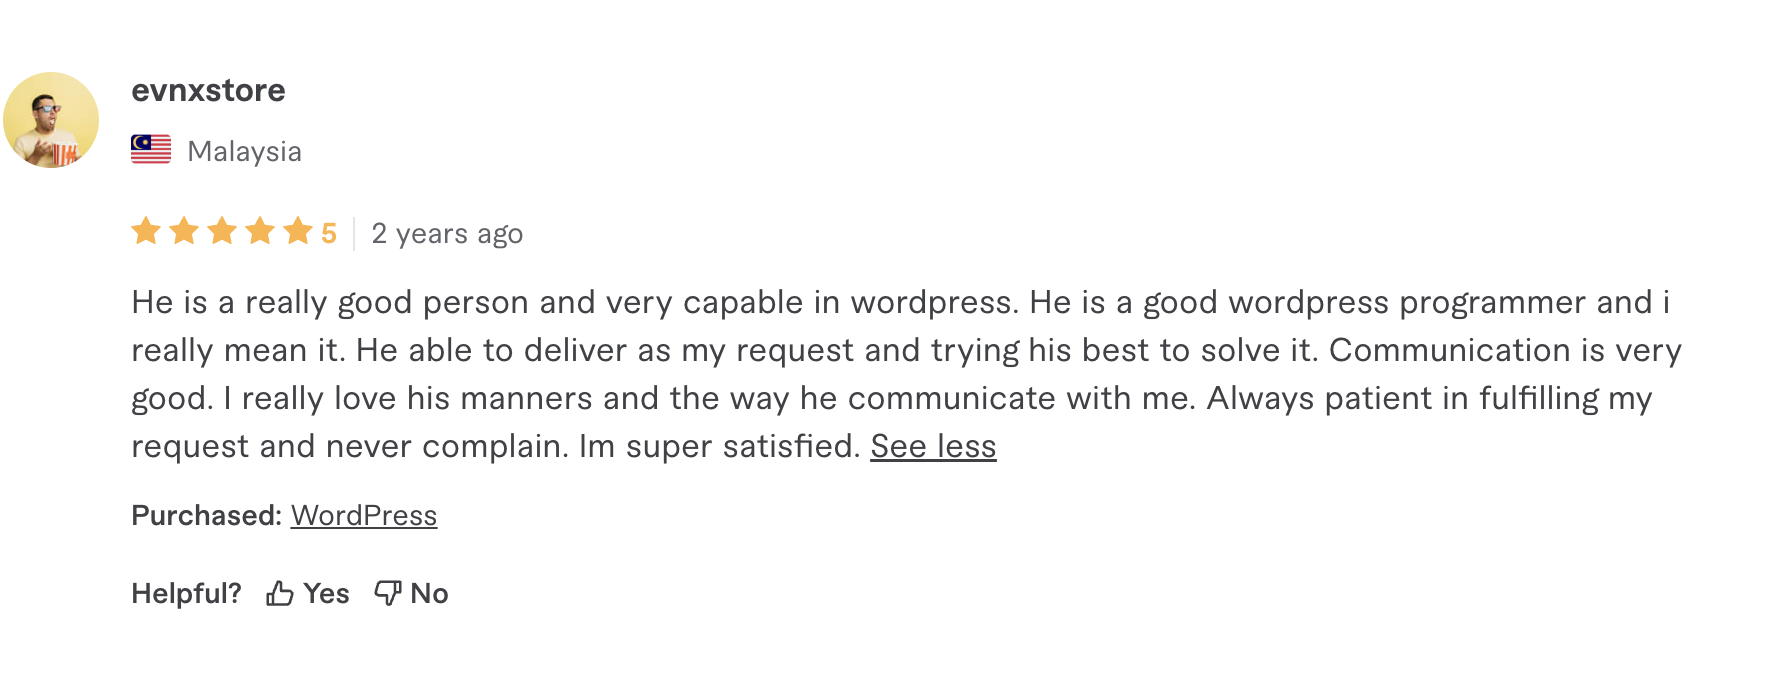 evnxstore
Malaysia
5 2 years ago
He is a really good person and very capable in wordpress. He is a good wordpress programmer and i
really mean it. He able to deliver as my request and trying his best to solve it. Communication is very
good. I really love his manners and the way he communicate with me. Always patient in fulfilling my
request and never complain. Im super satisfied. See less
Purchased: WordPress
Helpful? Yes No